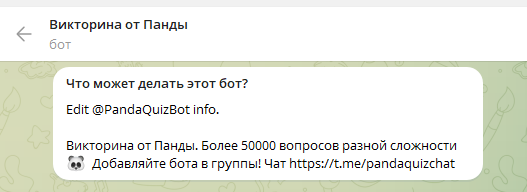 Викторина от Панды
бот
Что может делать этот бот?
Edit @PandaQuizBot info.
Викторина от Панды. Более 50000 вопросов разной сложности
🐼 Добавляйте бота в группы! Чат https://t.me/pandaquizchat